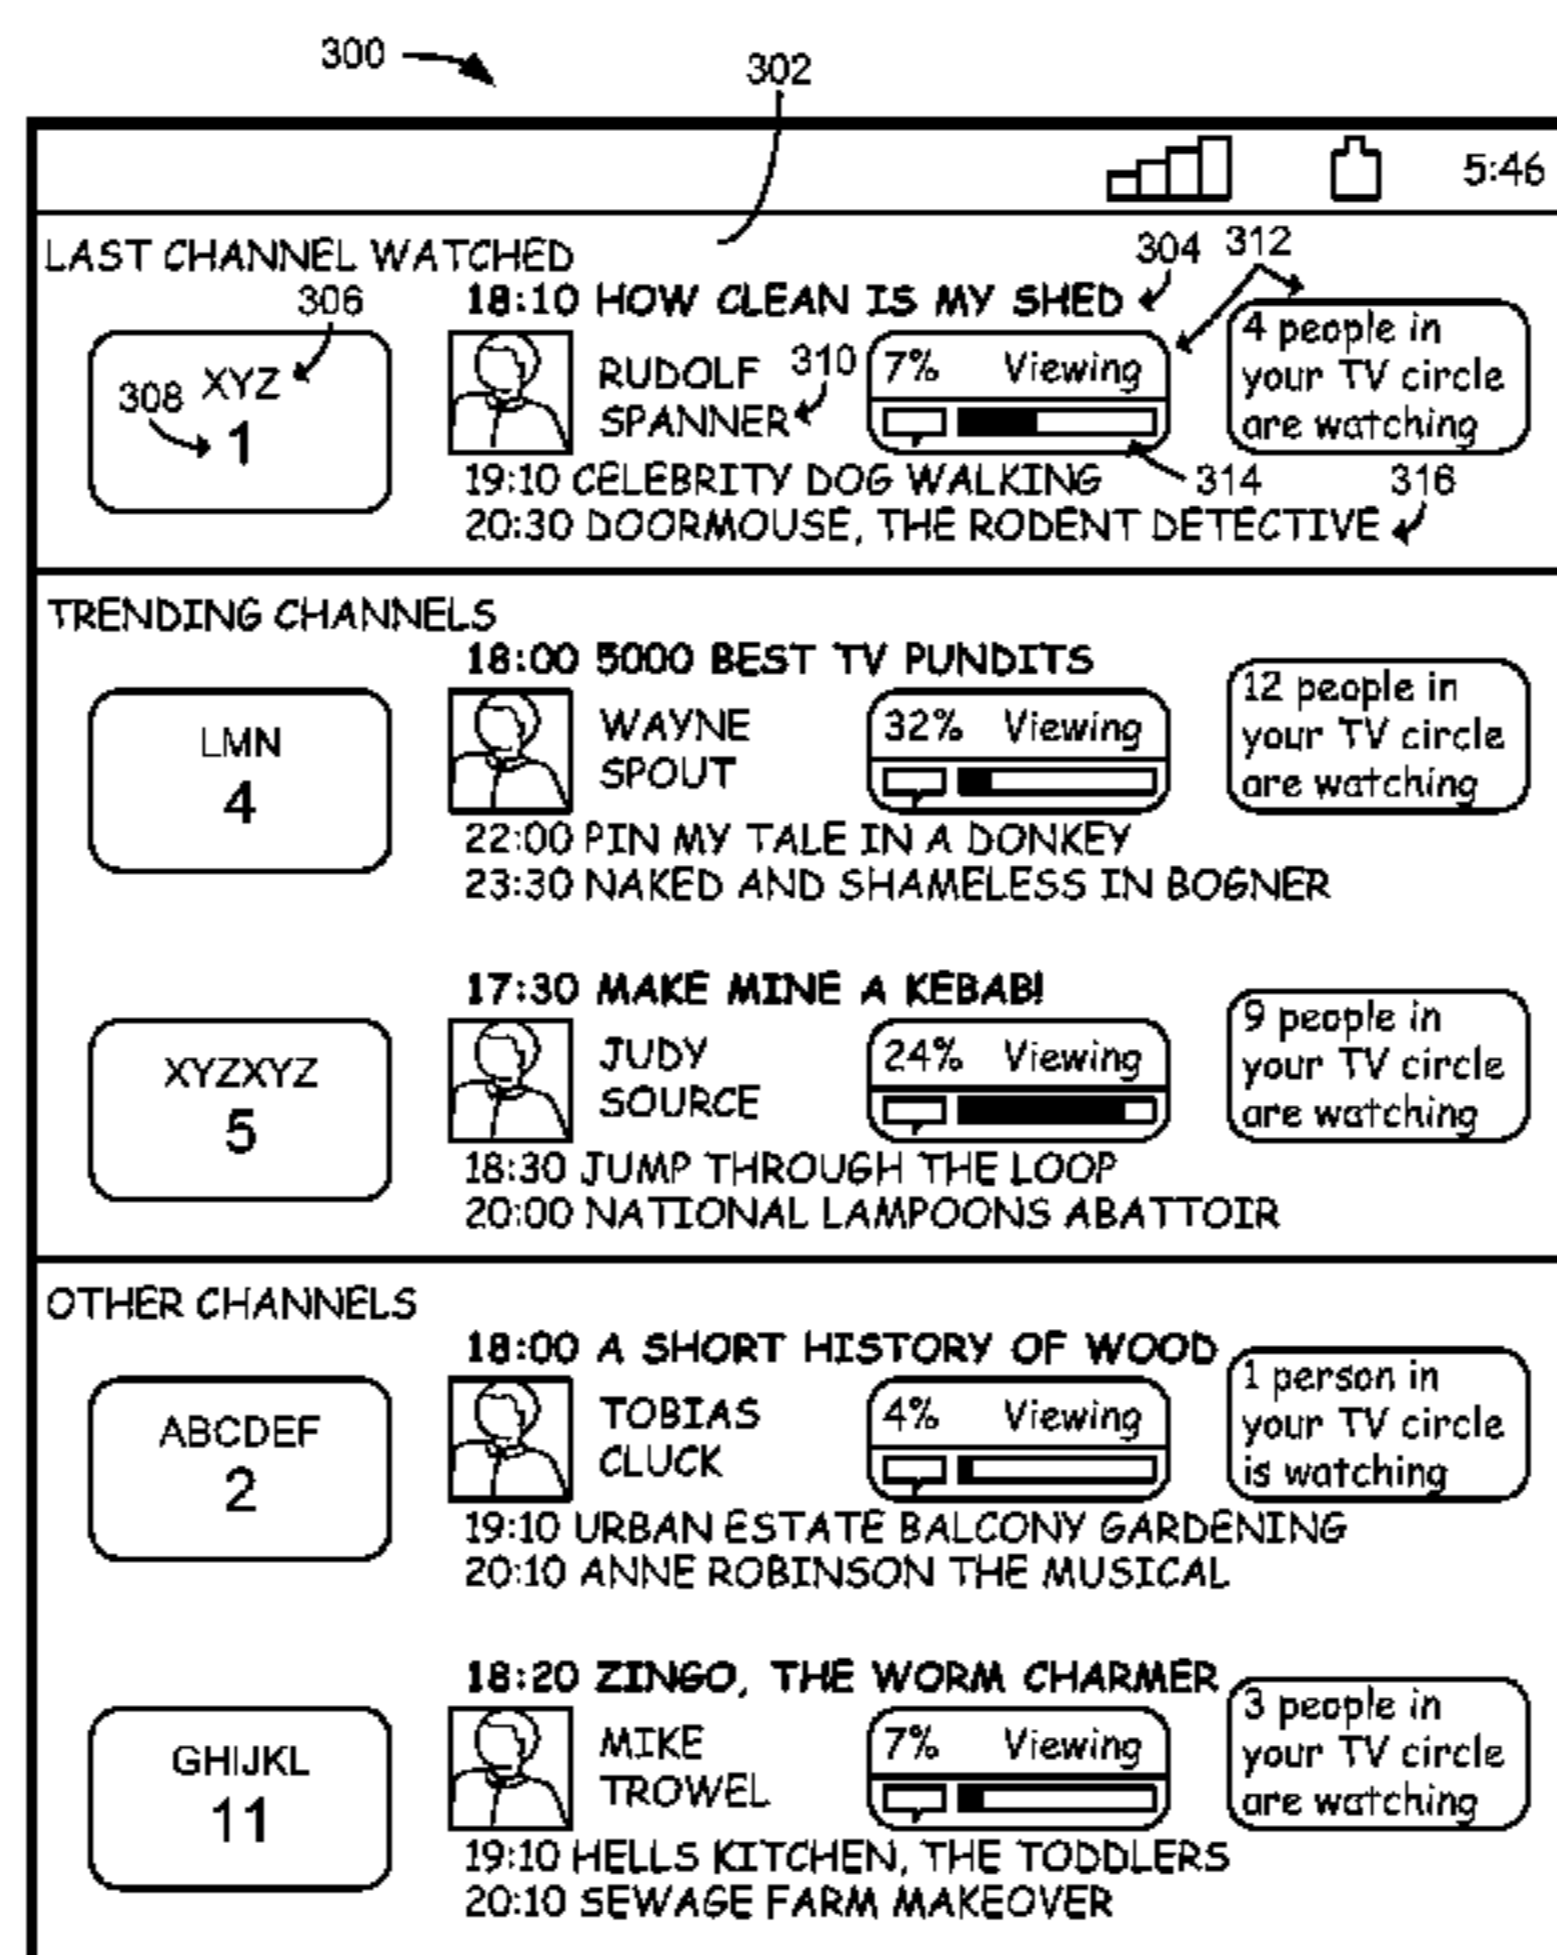 300
302
5:46
LAST CHANNEL WATCHED
304 312
306
18:10 HOW CLEAN IS MY SHED
XYZ
308
1
RUDOLF
SPANNER
310
7% Viewing
4 people in
your TV circle
are watching
19:10 CELEBRITY DOG WALKING
314 316
20:30 DOORMOUSE, THE RODENT DETECTIVE
TRENDING CHANNELS
18:00 5000 BEST TV PUNDITS
LMN
4
WAYNE
SPOUT
32% Viewing
12 people in
your TV circle
are watching
22:00 PIN MY TALE IN A DONKEY
23:30 NAKED AND SHAMELESS IN BOGNER
17:30 MAKE MINE A KEBAB!
XYZXYZ
5
JUDY
SOURCE
24% Viewing
9 people in
your TV circle
are watching
18:30 JUMP THROUGH THE LOOP
20:00 NATIONAL LAMPOONS ABATTOIR
OTHER CHANNELS
18:00 A SHORT HISTORY OF WOOD
ABCDEF
2
TOBIAS
CLUCK
4% Viewing
1 person in
your TV circle
is watching
19:10 URBAN ESTATE BALCONY GARDENING
20:10 ANNE ROBINSON THE MUSICAL
18:20 ZINGO, THE WORM CHARMER
GHIJKL
11
MIKE
TROWEL
7% Viewing
3 people in
your TV circle
are watching
19:10 HELLS KITCHEN, THE TODDLERS
20:10 SEWAGE FARM MAKEOVER